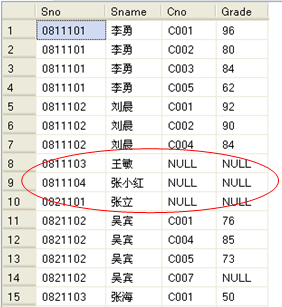 Sno Sname Cno Grade
1 0811101 李勇 C001 96
2 0811101 李勇 C002 80
3 0811101 李勇 C003 84
4 0811101 李勇 C005 62
5 0811102 刘晨 C001 92
6 0811102 刘晨 C002 90
7 0811102 刘晨 C004 84
8 0811103 王敏 NULL NULL
9 0811104 张小红 NULL NULL
10 0821101 张立 NULL NULL
11 0821102 吴宾 C001 76
12 0821102 吴宾 C004 85
13 0821102 吴宾 C005 73
14 0821102 吴宾 C007 NULL
15 0821103 张海 C001 50